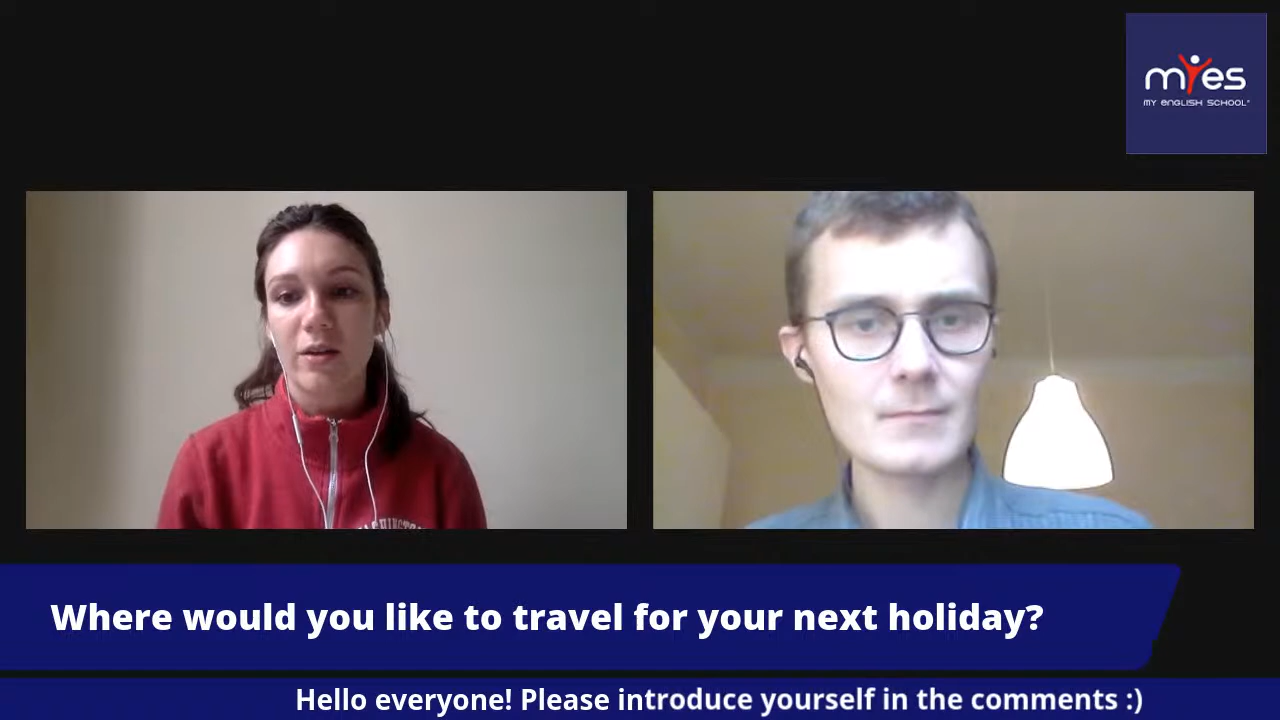 myes
MY ENGLISH SCHOOL
WASHINGTON
Where would you like to travel for your next holiday?
Hello everyone! Please introduce yourself in the comments :)